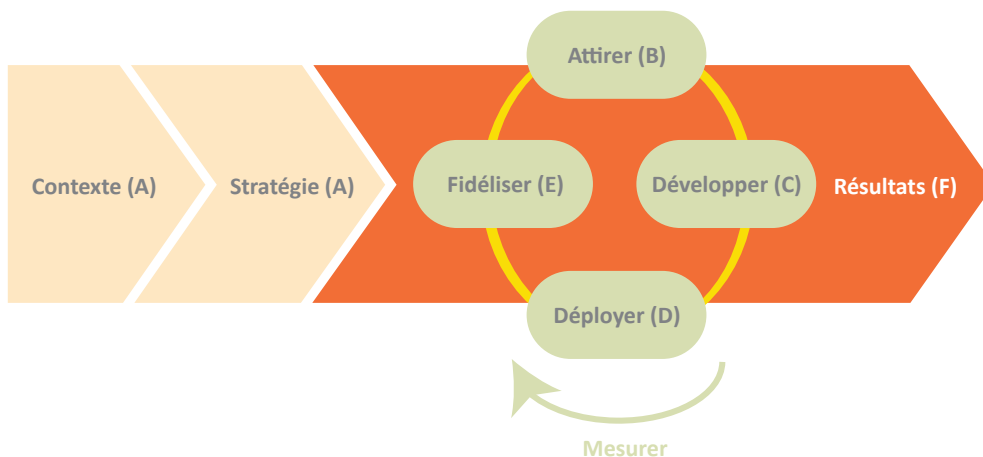 Attirer (B)
Contexte (A)
Stratégie (A)
Fidéliser (E)
Développer (C)
Résultats (F)
Déployer (D)
Mesurer